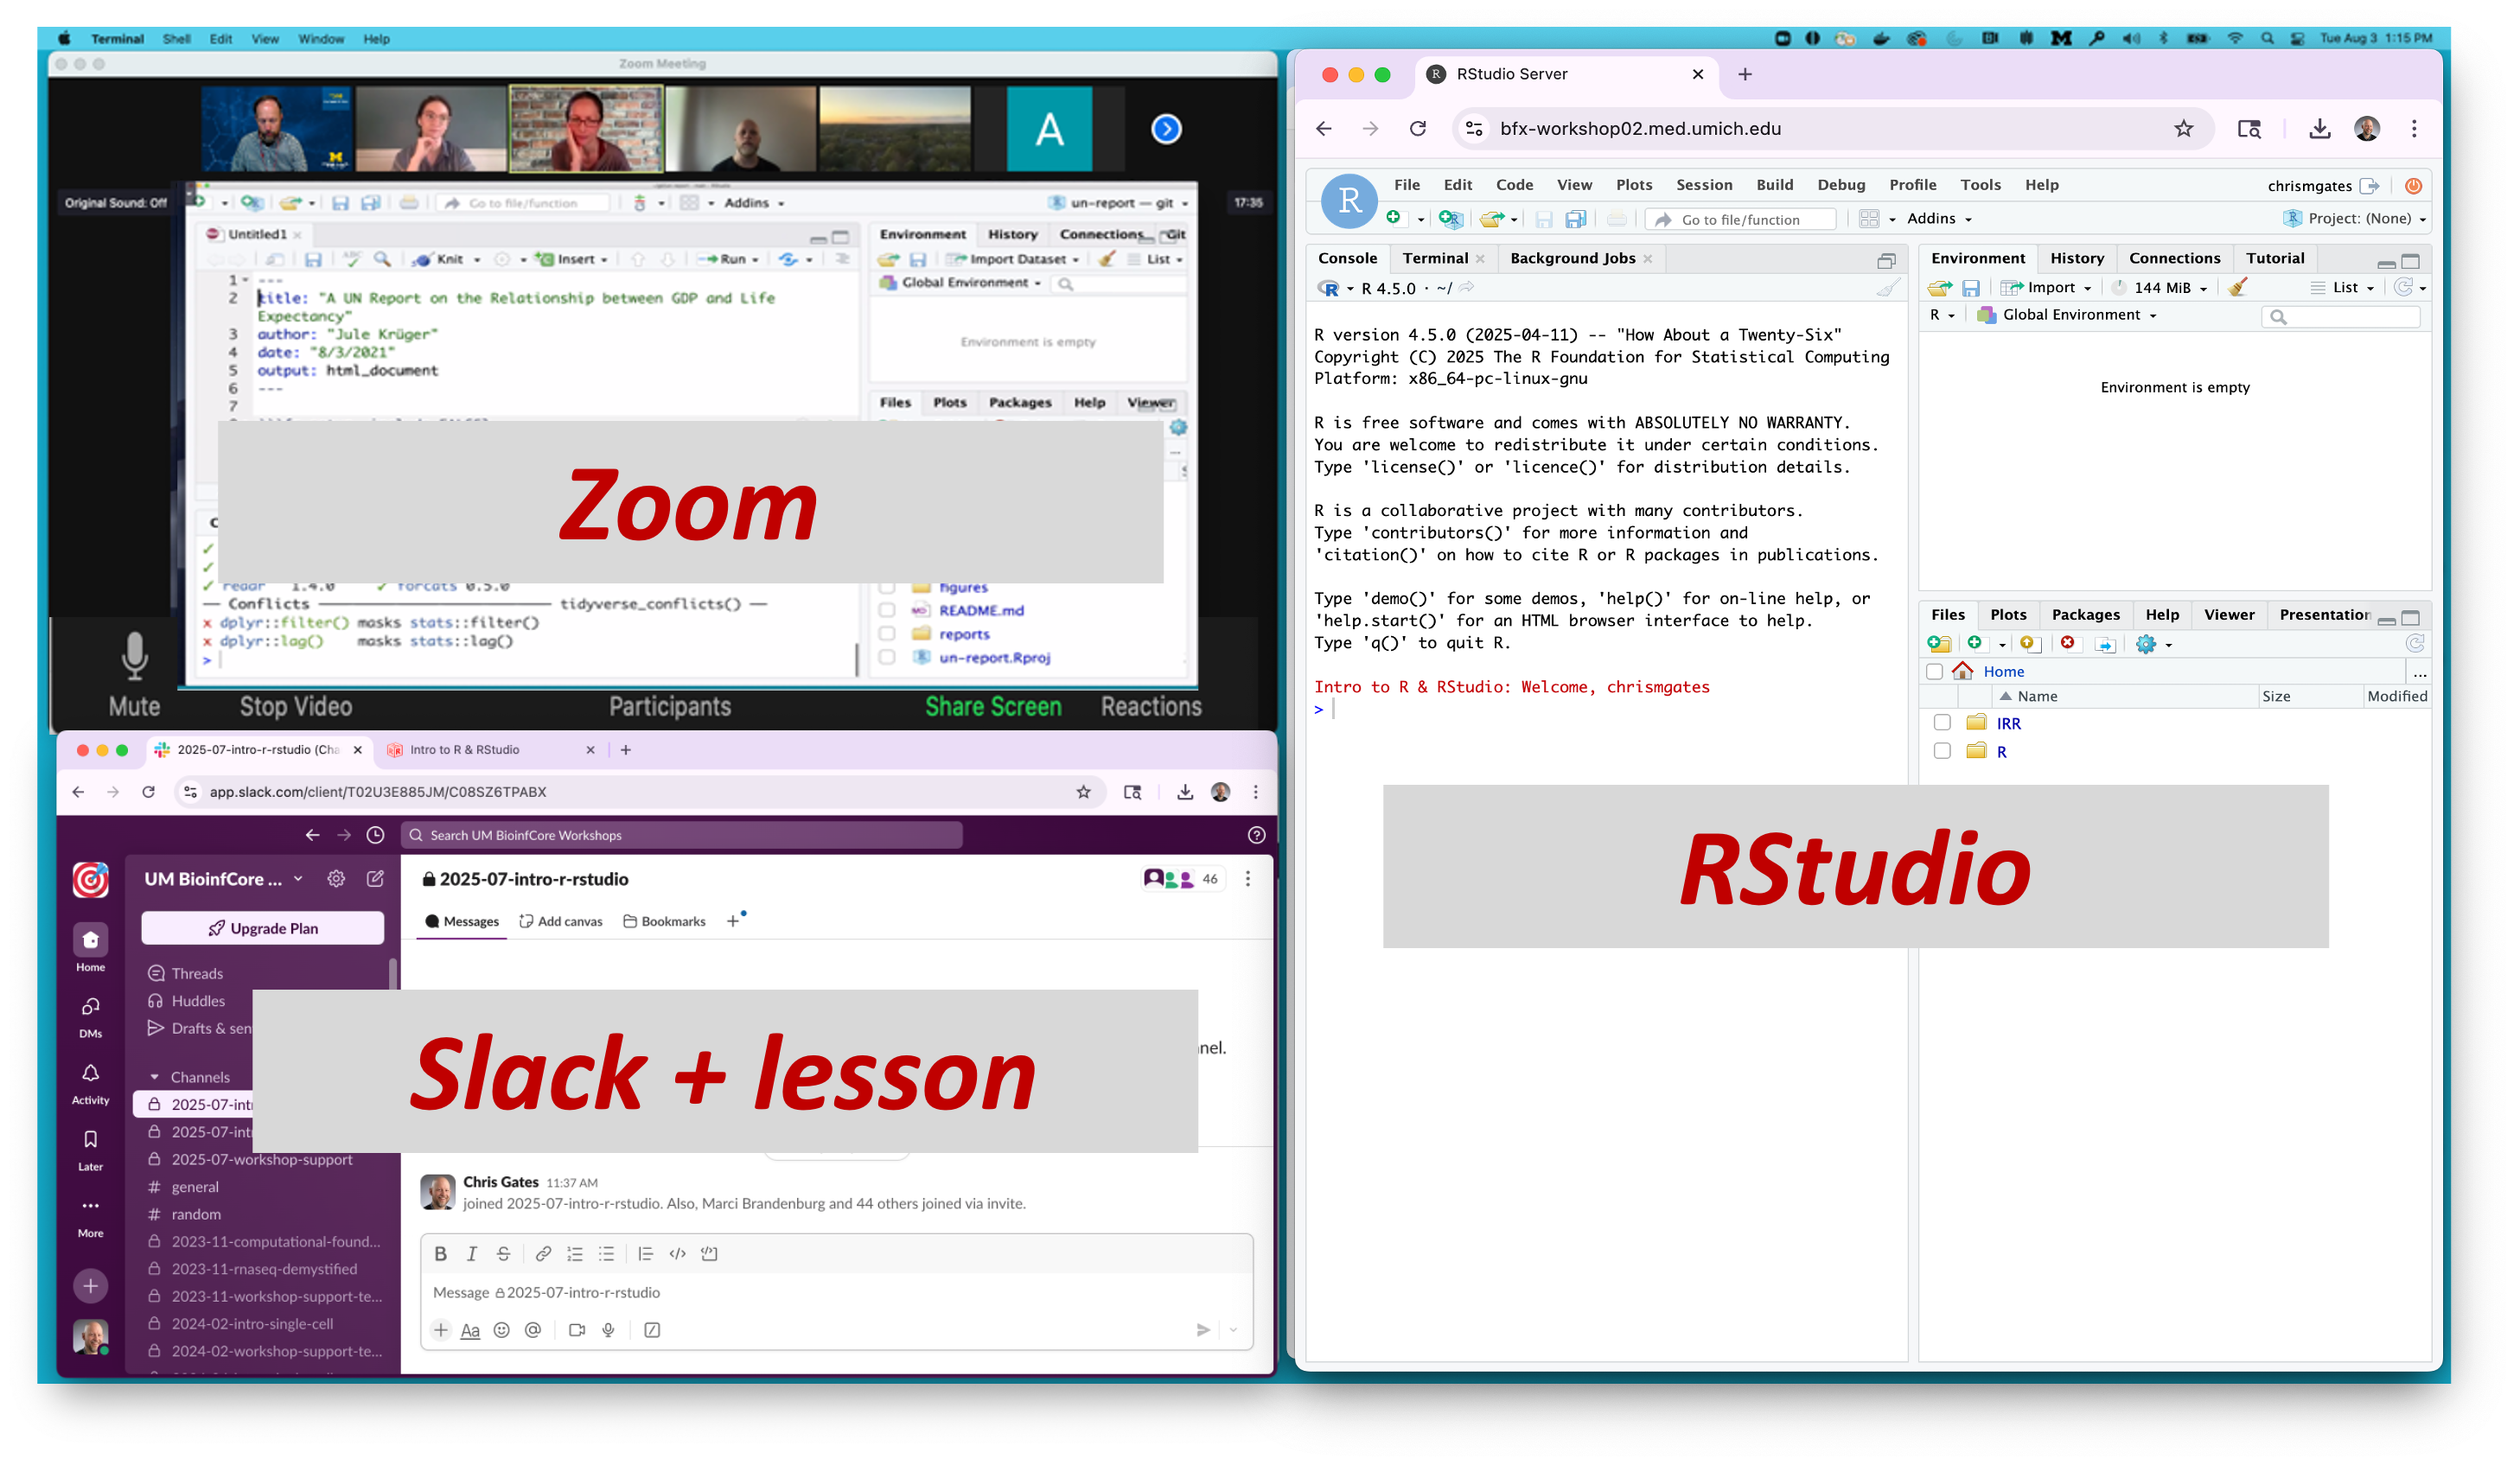 Terminal Shell Edit View Window Help
Tue Aug 3 1:15 PM
Zoom Meeting
A
Original Sound: Off
17:35
Go to file/function
Addins
un-report — git
Untitled1
Knit
Insert
Run
1 ---
2 title: "A UN Report on the Relationship between GDP and Life
Expectancy"
3 author: "Jule Krüger"
4 date: "8/3/2021"
5 output: html_document
6 ---
7
Environment History Connections Git
Import Dataset
List
Global Environment
Environment is empty
Files Plots Packages Help Viewer
Zoom
✓ readr 1.4.0 ✓ forcats 0.5.0
— Conflicts —— tidyverse_conflicts() —
x dplyr::filter() masks stats::filter()
x dplyr::lag() masks stats::lag()
>
figures
README.md
reports
un-report.Rproj
Mute
Stop Video
Participants
Share Screen
Reactions
2025-07-intro-r-rstudio (Cha
Intro to R & RStudio
app.slack.com/client/T02U3E885JM/C08SZ6TPABX
Search UM BioinfCore Workshops
UM BioinfCore ...
Upgrade Plan
Home
DMs
Activity
Later
More
Threads
Huddles
Drafts & sen
Channels
2025-07-int
2025-07-int
2025-07-workshop-support
# general
# random
2023-11-computational-found...
2023-11-rnaseq-demystified
2023-11-workshop-support-te...
2024-02-intro-single-cell
2024-02-workshop-support-te...
2025-07-intro-r-rstudio
46
Messages Add canvas Bookmarks
nel.
Slack + lesson
Chris Gates 11:37 AM
joined 2025-07-intro-r-rstudio. Also, Marci Brandenburg and 44 others joined via invite.
Message 2025-07-intro-r-rstudio
RStudio Server
bfx-workshop02.med.umich.edu
R
File Edit Code View Plots Session Build Debug Profile Tools Help
chrismgates
Go to file/function
Addins
Project: (None)
Console Terminal Background Jobs
R 4.5.0 · ~/
R version 4.5.0 (2025-04-11) -- "How About a Twenty-Six"
Copyright (C) 2025 The R Foundation for Statistical Computing
Platform: x86_64-pc-linux-gnu
R is free software and comes with ABSOLUTELY NO WARRANTY.
You are welcome to redistribute it under certain conditions.
Type 'license()' or 'licence()' for distribution details.
R is a collaborative project with many contributors.
Type 'contributors()' for more information and
'citation()' on how to cite R or R packages in publications.
Type 'demo()' for some demos, 'help()' for on-line help, or
'help.start()' for an HTML browser interface to help.
Type 'q()' to quit R.
Intro to R & RStudio: Welcome, chrismgates
>
Environment History Connections Tutorial
Import
144 MiB
List
R
Global Environment
Environment is empty
Files Plots Packages Help Viewer Presentation
Home
...
Name Size Modified
IRR
R
RStudio